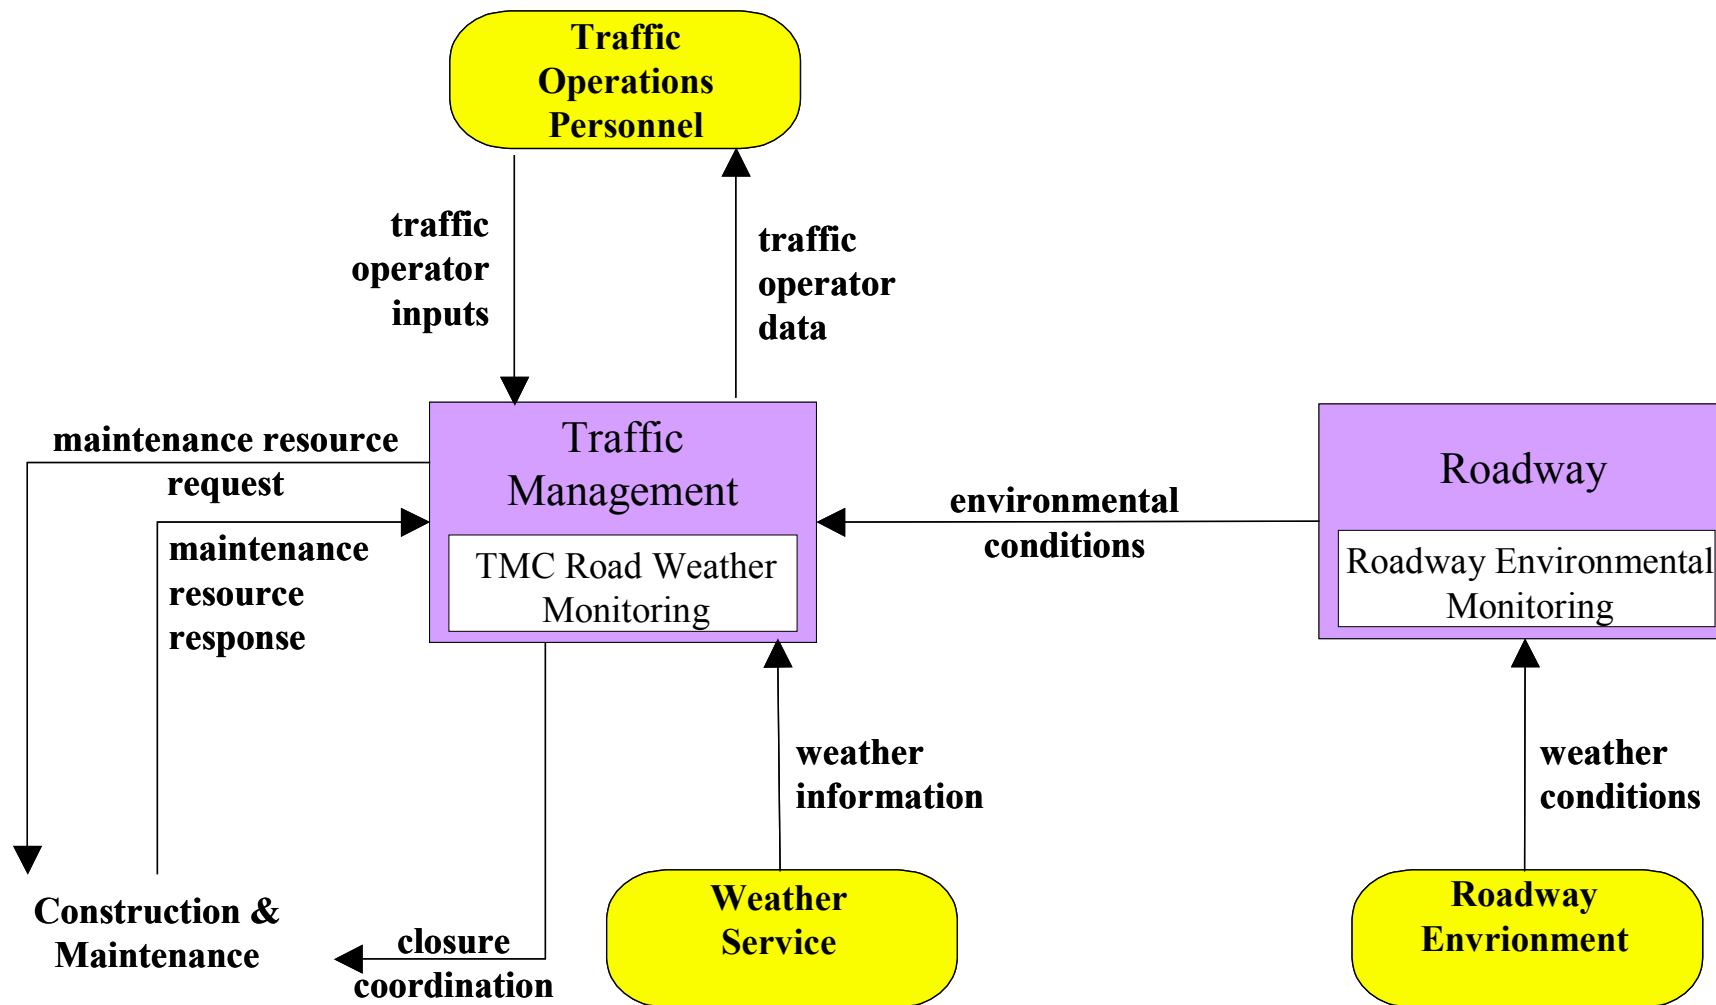 Traffic
Operations
Personnel
traffic
operator
inputs
traffic
operator
data
maintenance resource
request
maintenance
resource
response
Traffic
Management
TMC Road Weather
Monitoring
environmental
conditions
Roadway
Roadway Environmental
Monitoring
weather
information
weather
conditions
Construction &
Maintenance
closure
coordination
Weather
Service
Roadway
Envrionment